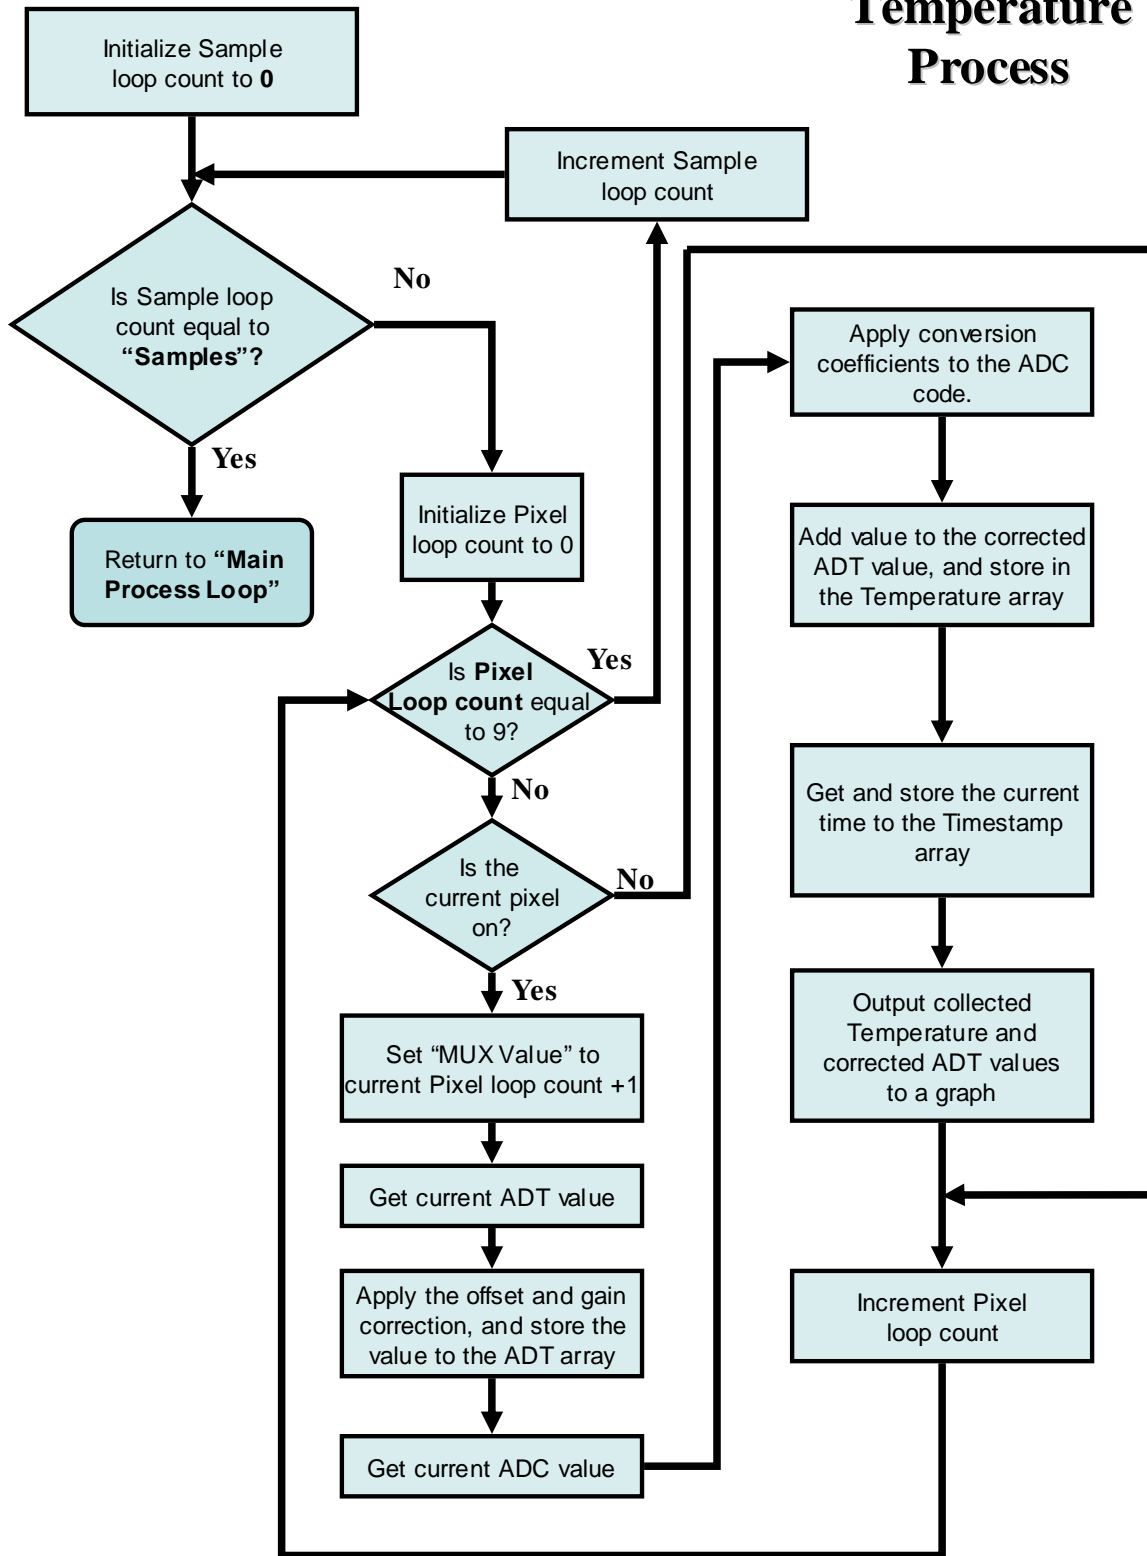 Temperature
Process
Initialize Sample
loop count to 0
Increment Sample
loop count
Is Sample loop
count equal to
“Samples”?
No
Yes
Return to “Main
Process Loop”
Initialize Pixel
loop count to 0
Is Pixel
Loop count equal
to 9?
Yes
No
Is the
current pixel
on?
No
Yes
Set “MUX Value” to
current Pixel loop count +1
Get current ADT value
Apply the offset and gain
correction, and store the
value to the ADT array
Get current ADC value
Apply conversion
coefficients to the ADC
code.
Add value to the corrected
ADT value, and store in
the Temperature array
Get and store the current
time to the Timestamp
array
Output collected
Temperature and
corrected ADT values
to a graph
Increment Pixel
loop count